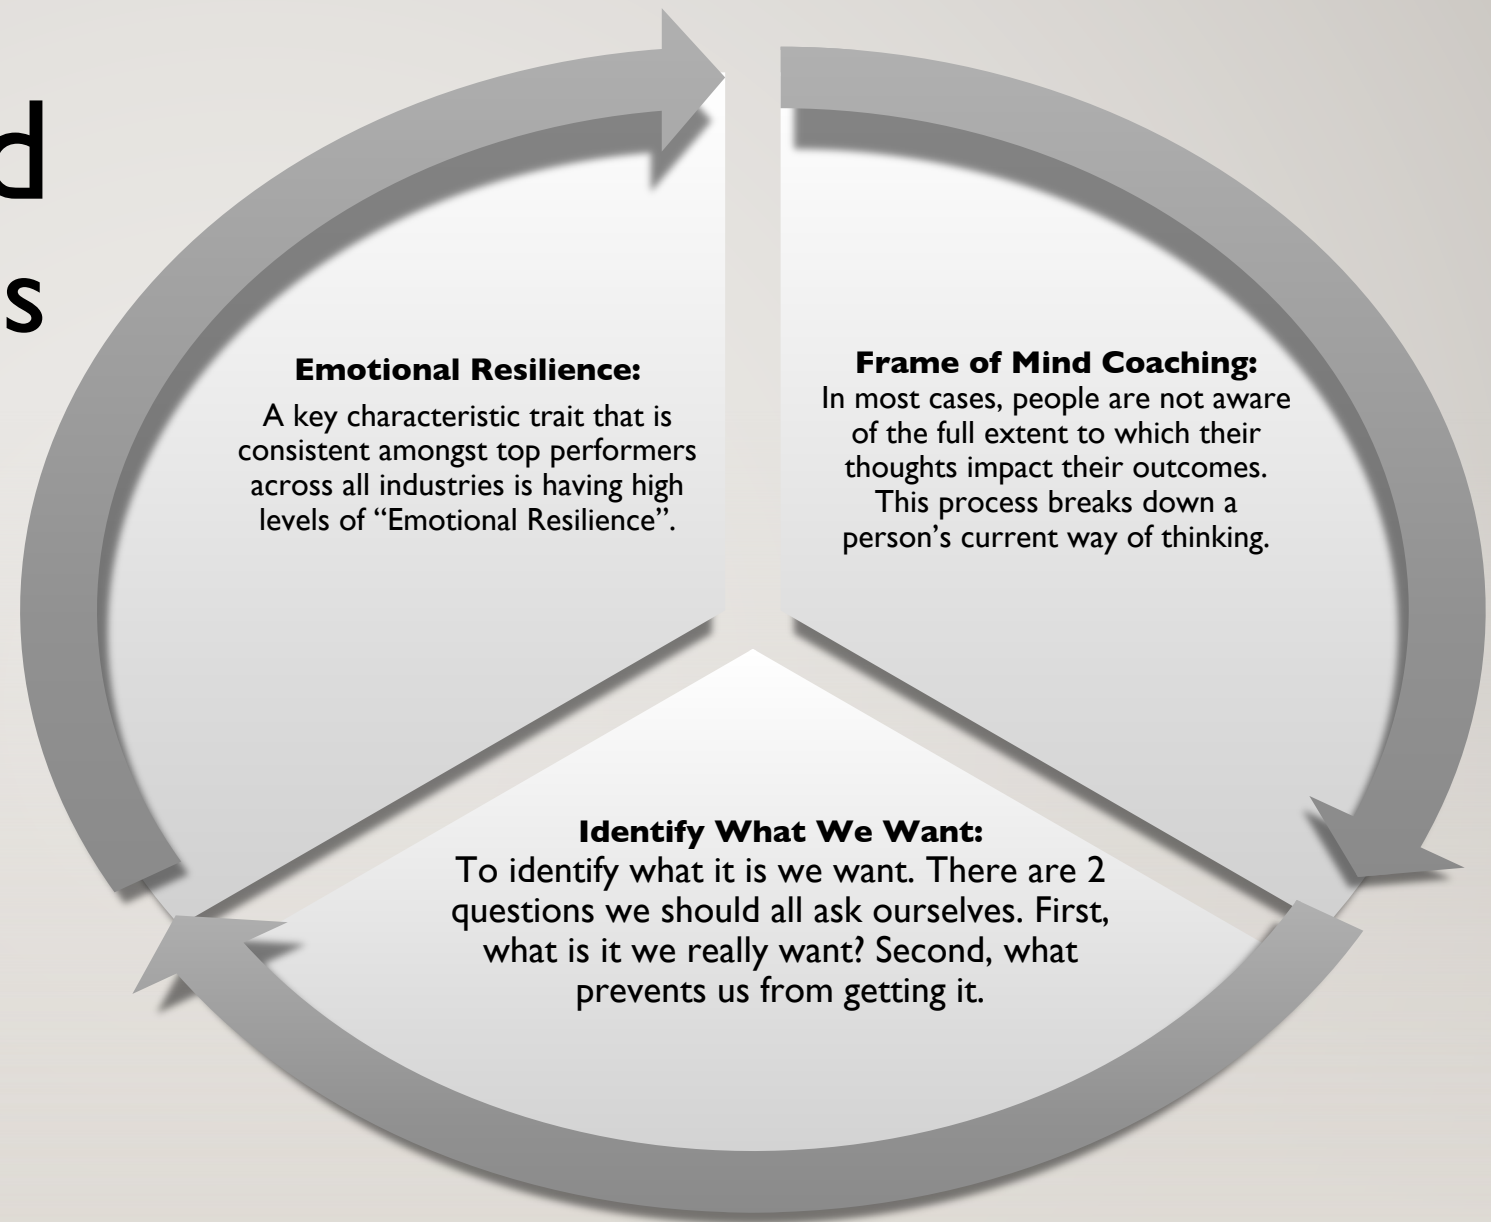 d
s
Emotional Resilience:
A key characteristic trait that is
consistent amongst top performers
across all industries is having high
levels of “Emotional Resilience”.
Frame of Mind Coaching:
In most cases, people are not aware
of the full extent to which their
thoughts impact their outcomes.
This process breaks down a
person’s current way of thinking.
Identify What We Want:
To identify what it is we want. There are 2
questions we should all ask ourselves. First,
what is it we really want? Second, what
prevents us from getting it.